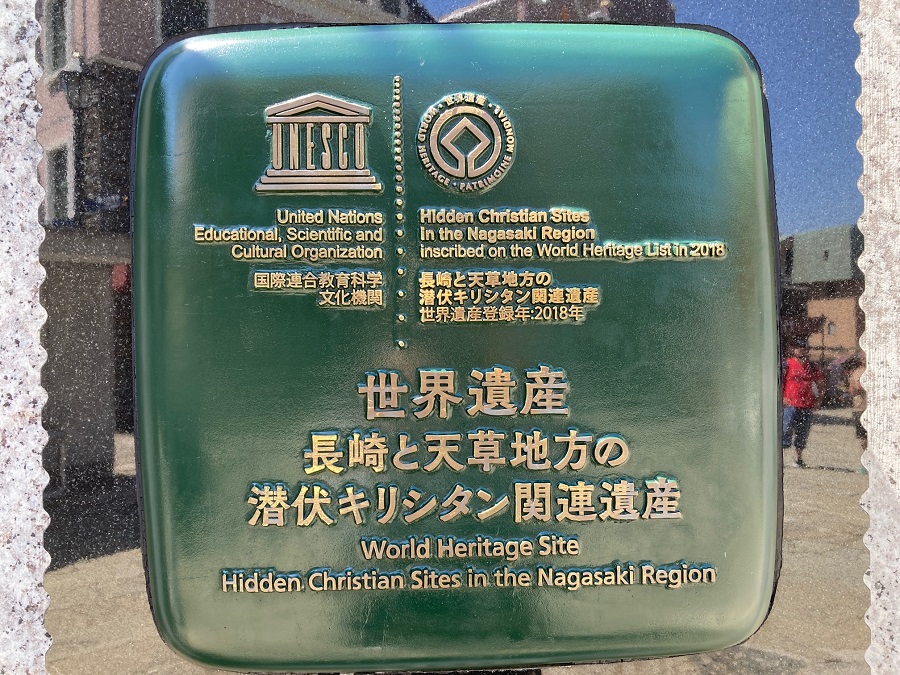 UNESCO
United Nations
Educational, Scientific and
Cultural Organization
国際連合教育科学
文化機関
世界遺産 • WORLD HERITAGE • PATRIMOINE MONDIAL •
Hidden Christian Sites
in the Nagasaki Region
inscribed on the World Heritage List in 2018
長崎と天草地方の
潜伏キリシタン関連遺産
世界遺産登録年:2018年
世界遺産
長崎と天草地方の
潜伏キリシタン関連遺産
World Heritage Site
Hidden Christian Sites in the Nagasaki Region